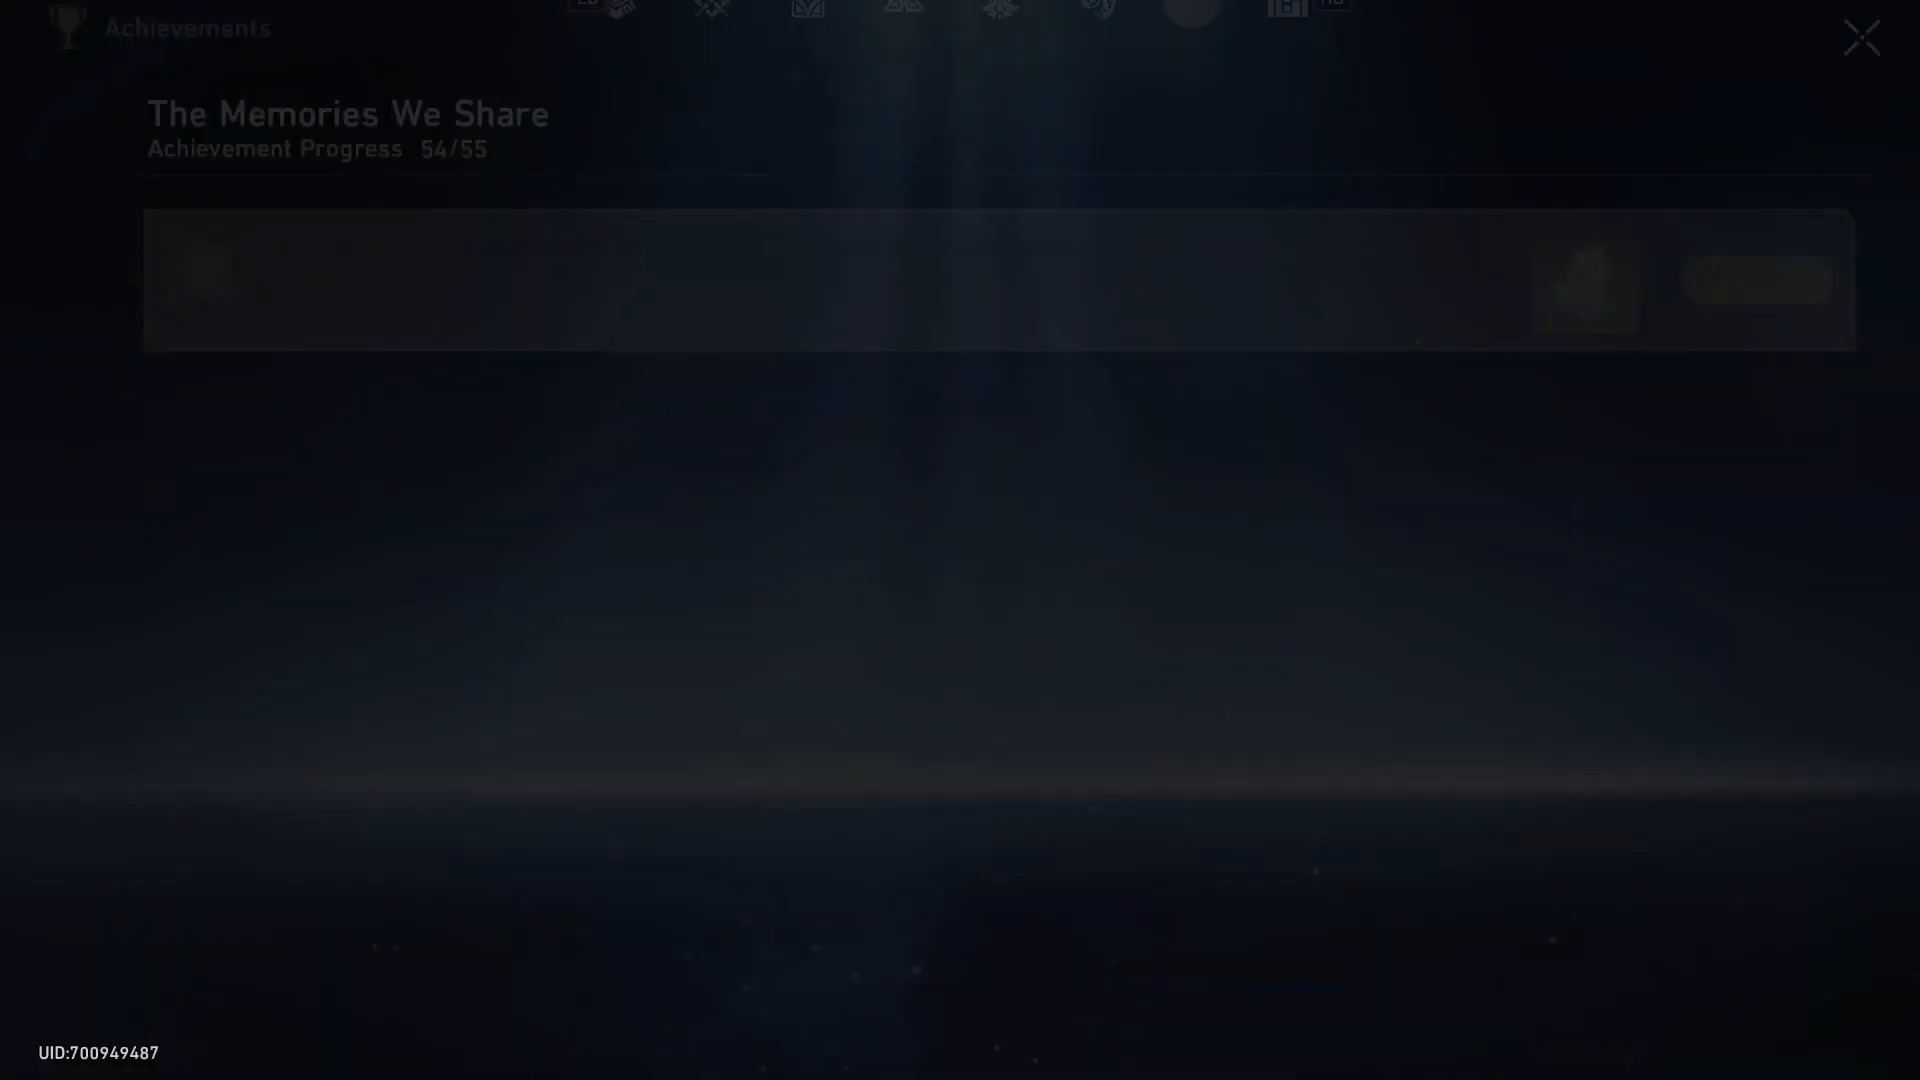 Achievements
The Memories We Share
Achievement Progress 54/55
UID:700949487